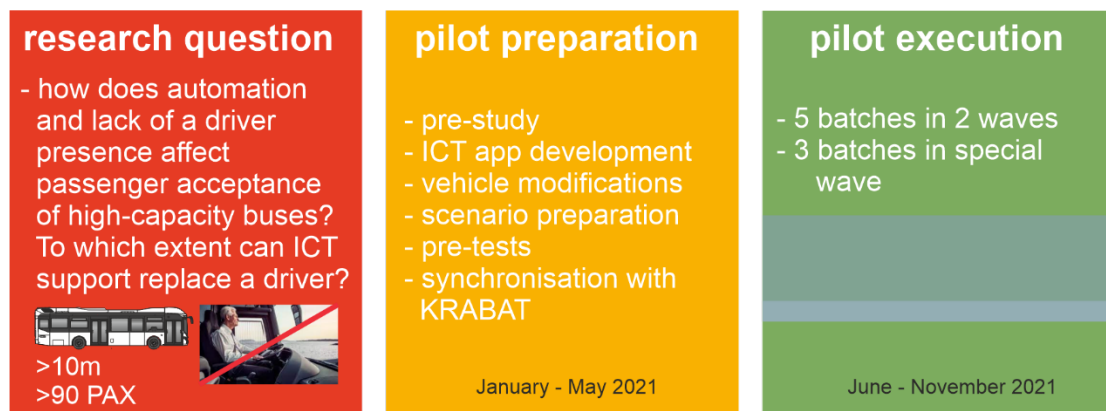 research question
- how does automation
and lack of a driver
presence affect
passenger acceptance
of high-capacity buses?
To which extent can ICT
support replace a driver?
>10m
>90 PAX
pilot preparation
- pre-study
- ICT app development
- vehicle modifications
- scenario preparation
- pre-tests
- synchronisation with
KRABAT
January - May 2021
pilot execution
- 5 batches in 2 waves
- 3 batches in special
wave
June - November 2021